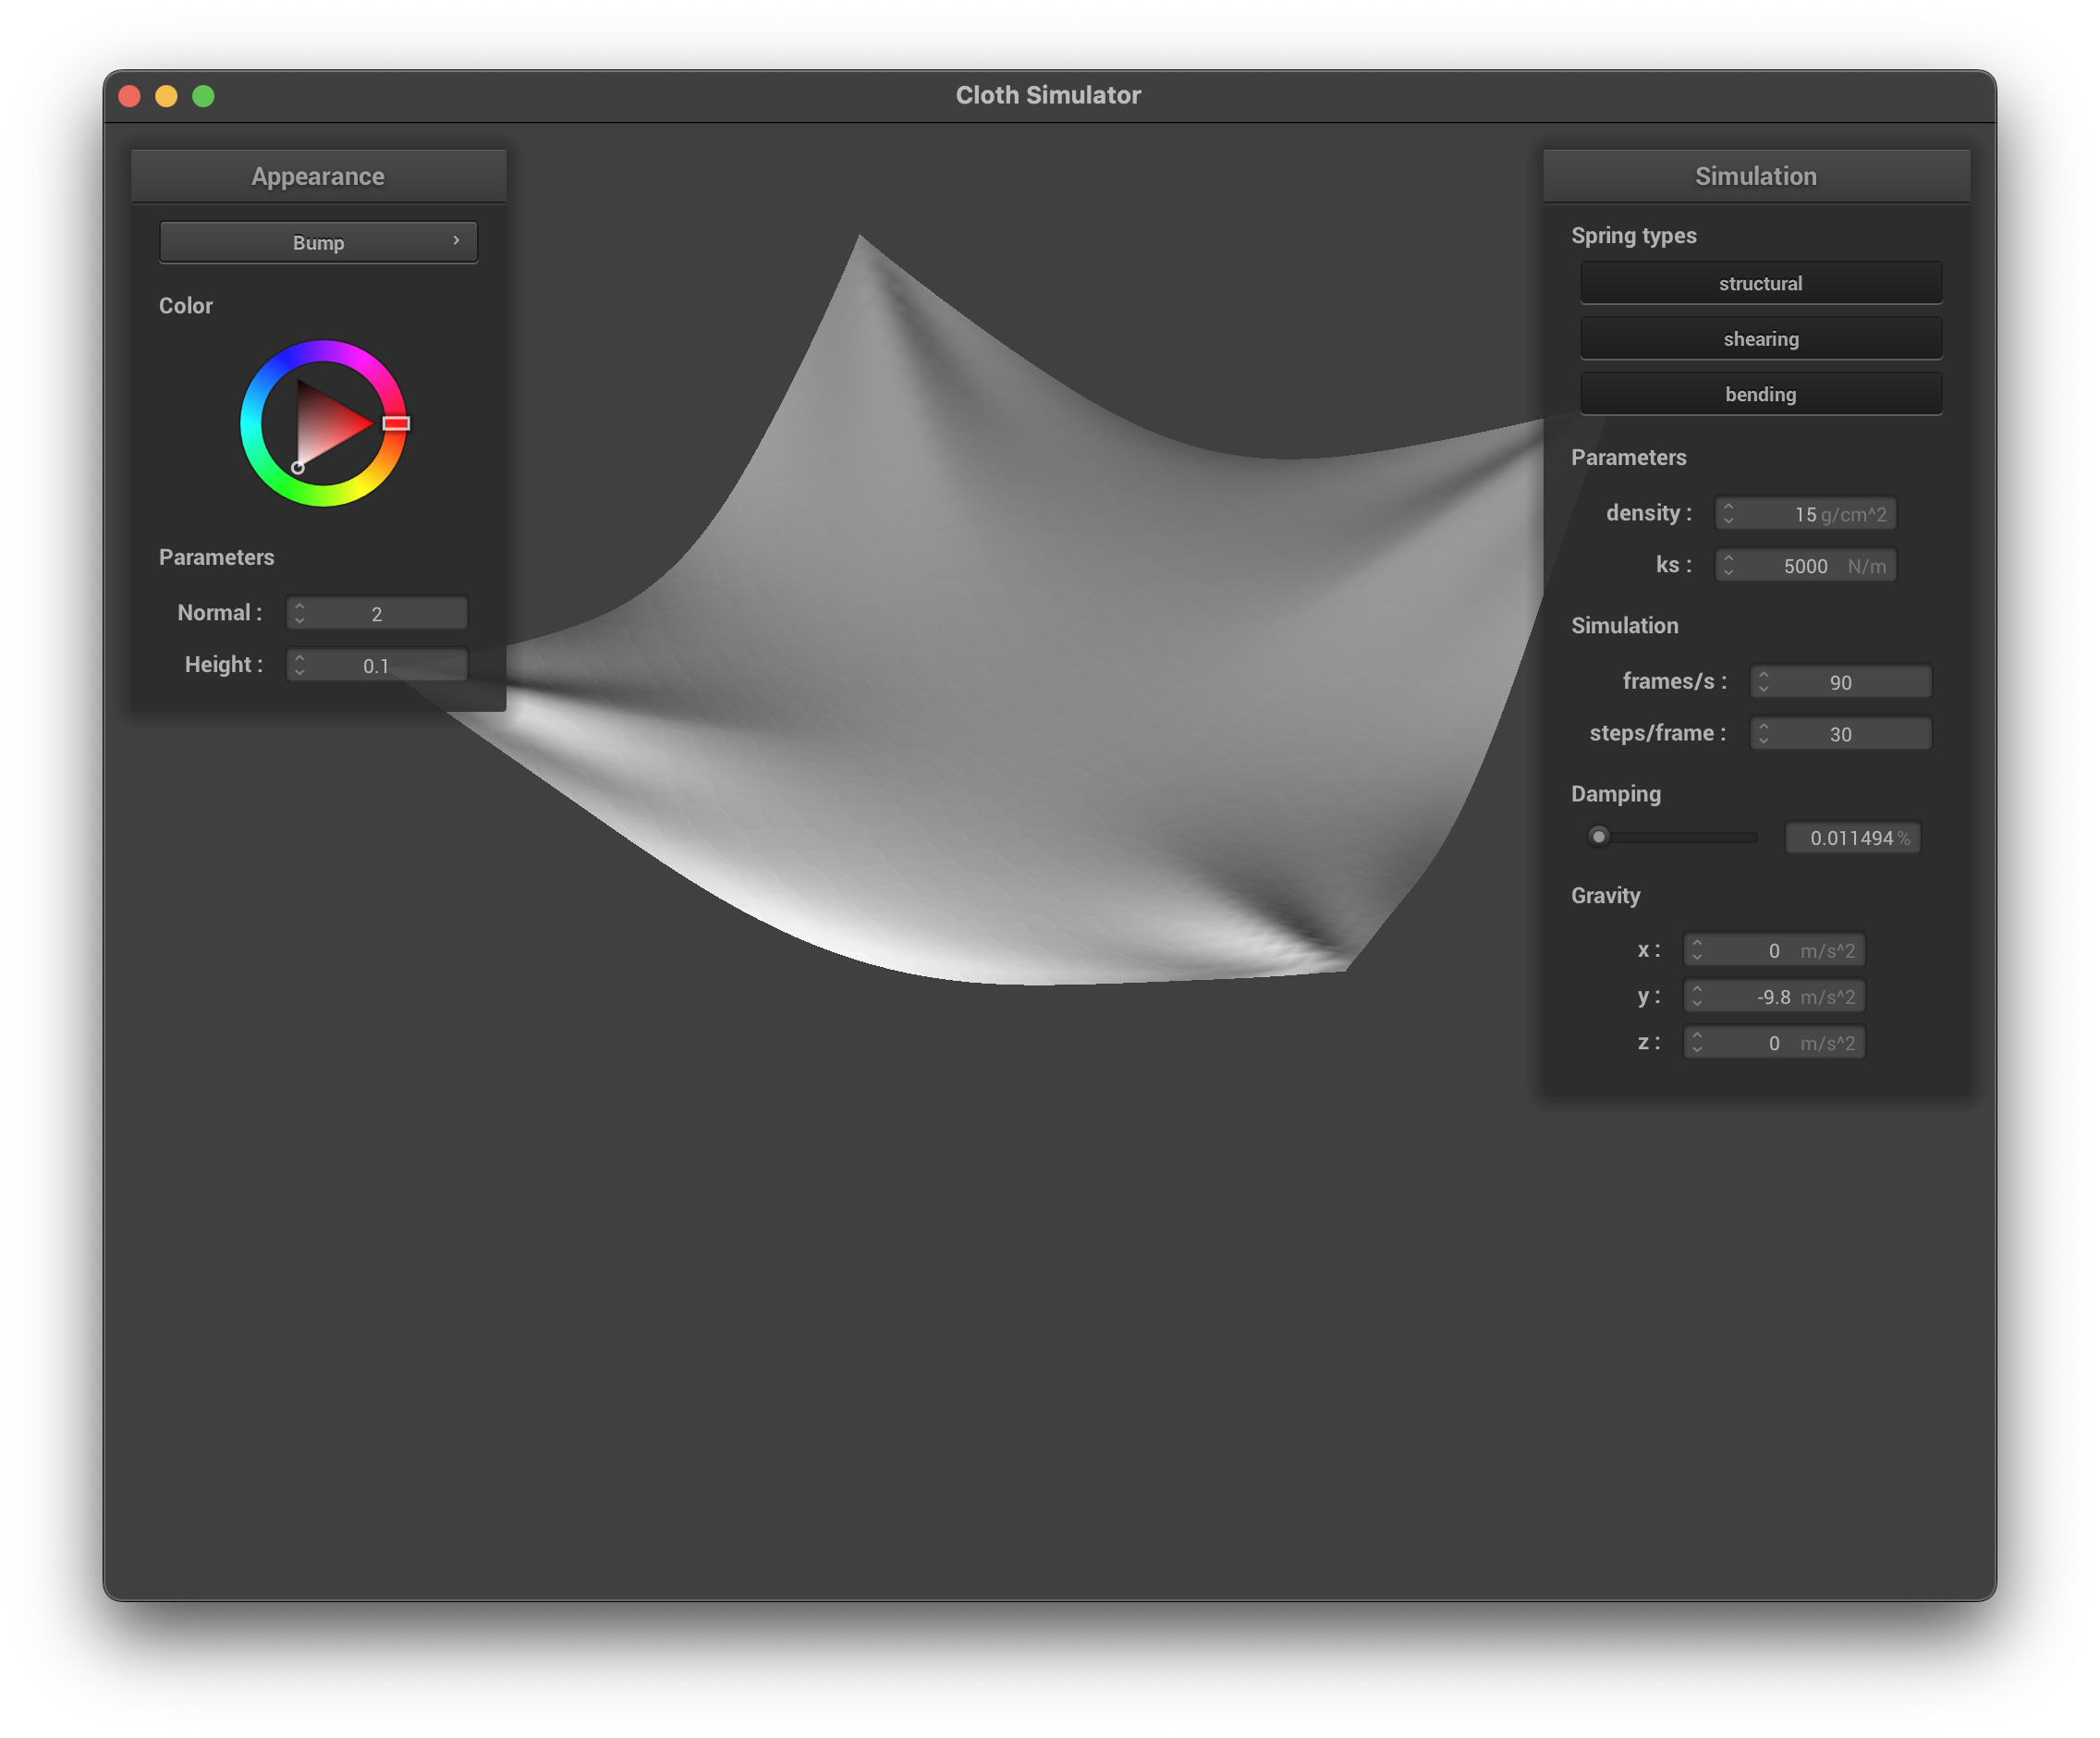 Cloth Simulator
Appearance
Bump
Color
Parameters
Normal : 2
Height : 0.1
Simulation
Spring types
structural
shearing
bending
Parameters
density : 15 g/cm^2
ks : 5000 N/m
Simulation
frames/s : 90
steps/frame : 30
Damping
0.011494 %
Gravity
x : 0 m/s^2
y : -9.8 m/s^2
z : 0 m/s^2